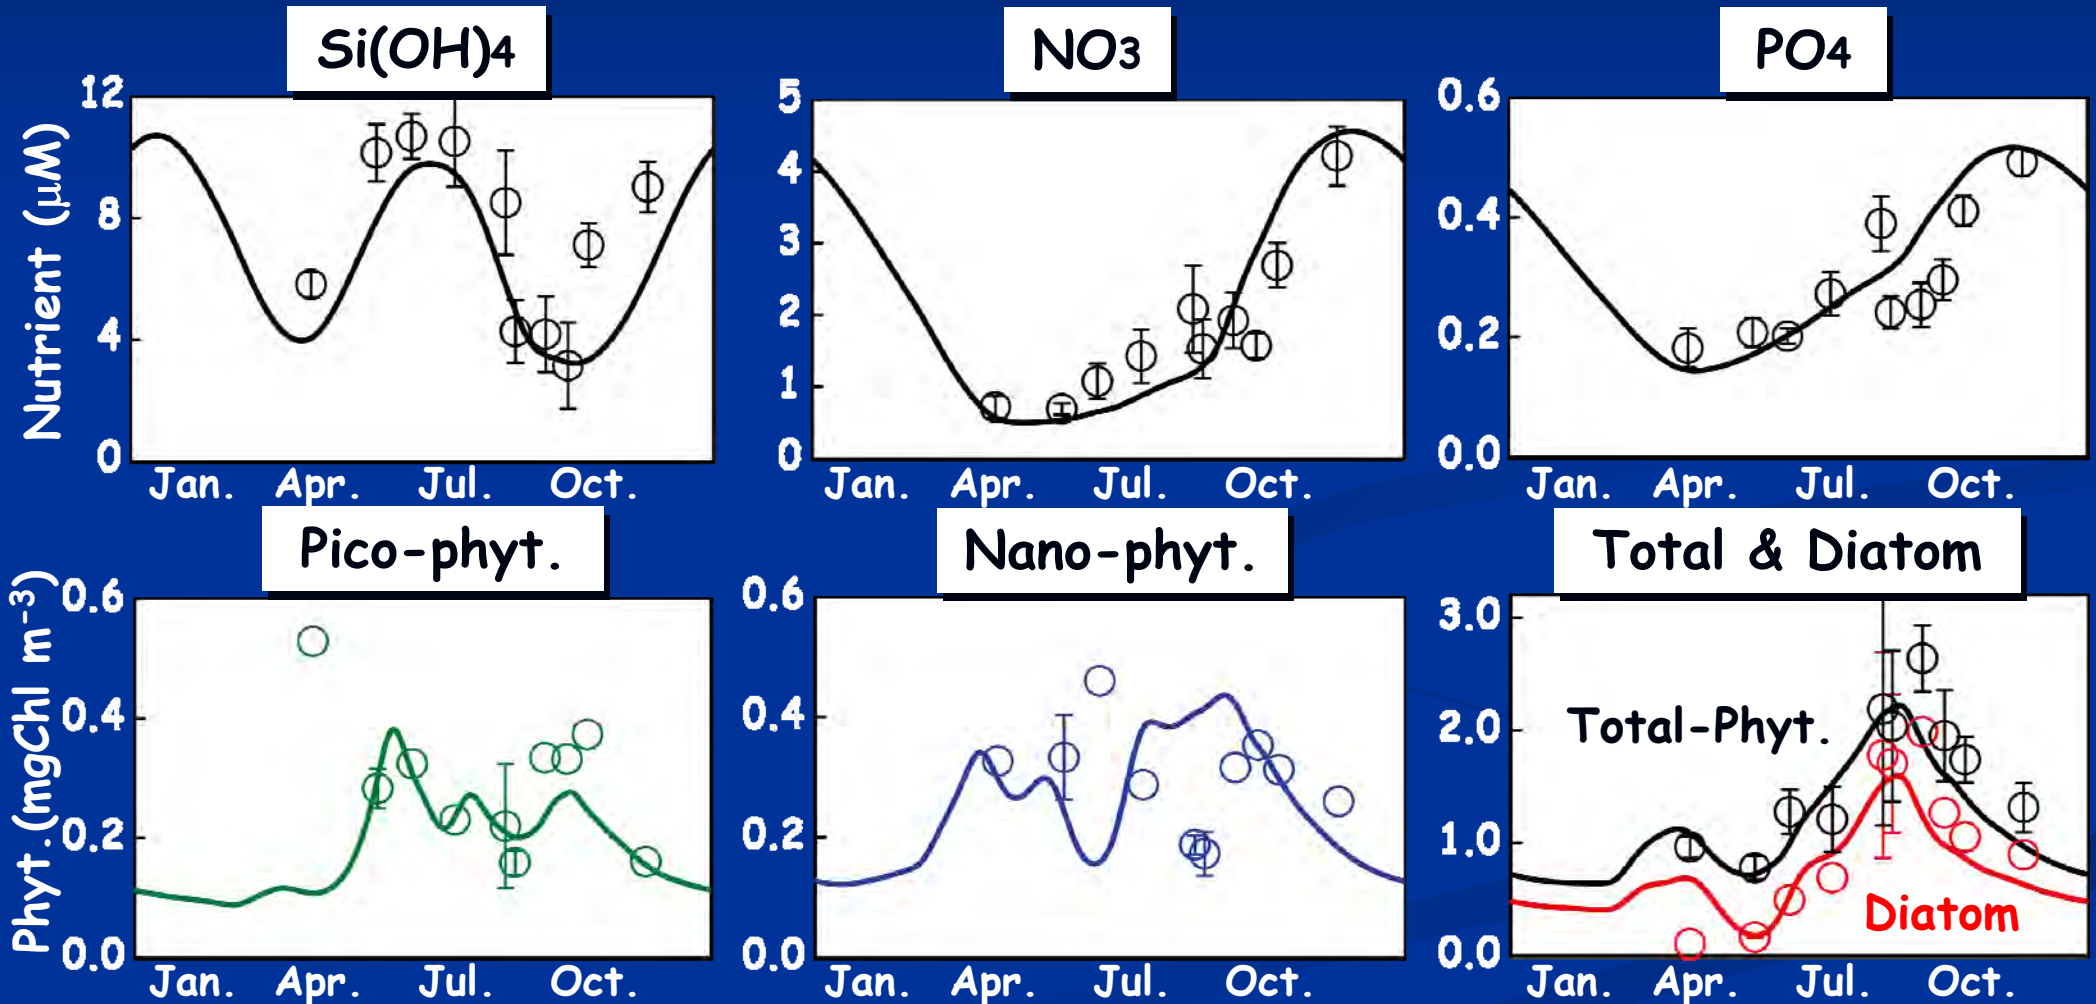 Si(OH)4
NO3
PO4
Nutrient (μM)
12
8
4
0
Jan. Apr. Jul. Oct.
5
4
3
2
1
0
Jan. Apr. Jul. Oct.
0.6
0.4
0.2
0.0
Jan. Apr. Jul. Oct.
Pico-phyt.
Nano-phyt.
Total & Diatom
Phyt.(mgChl m-3)
0.6
0.4
0.2
0.0
Jan. Apr. Jul. Oct.
0.6
0.4
0.2
0.0
Jan. Apr. Jul. Oct.
3.0
2.0
1.0
0.0
Total-Phyt.
Diatom
Jan. Apr. Jul. Oct.